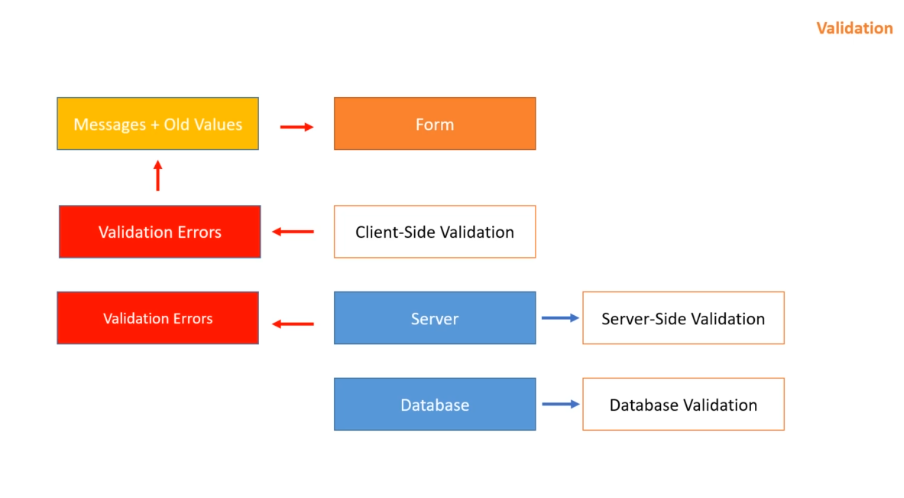 Validation
Messages + Old Values
Form
Validation Errors
Client-Side Validation
Validation Errors
Server
Server-Side Validation
Database
Database Validation